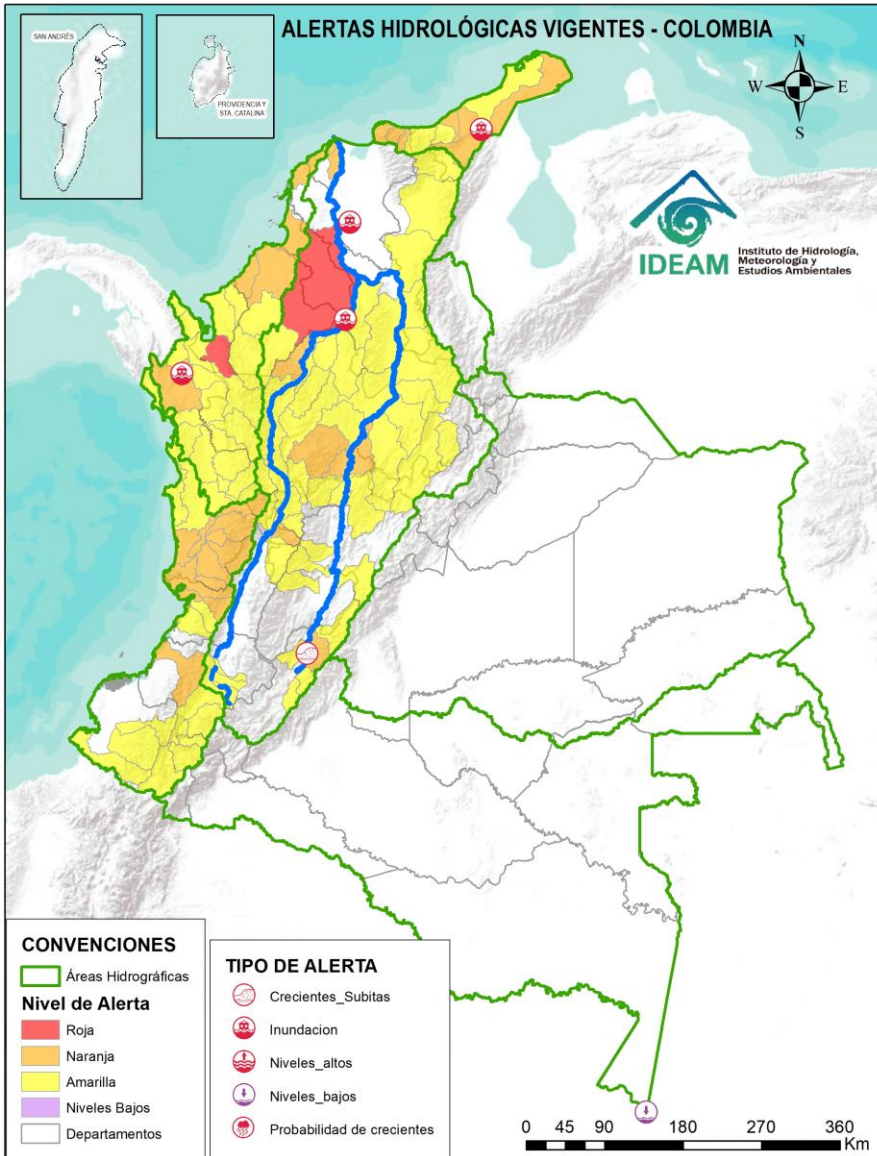 ALERTAS HIDROLÓGICAS VIGENTES - COLOMBIA
SAN ANDRÉS
PROVIDENCIA Y
STA. CATALINA
N
W
E
S
IDEAM
Instituto de Hidrología,
Meteorología y
Estudios Ambientales
CONVENCIONES
Áreas Hidrográficas
Nivel de Alerta
Roja
Naranja
Amarilla
Niveles Bajos
Departamentos
TIPO DE ALERTA
Crecientes_Subitas
Inundacion
Niveles_altos
Niveles_bajos
Probabilidad de crecientes
0 45 90 180 270 360
Km